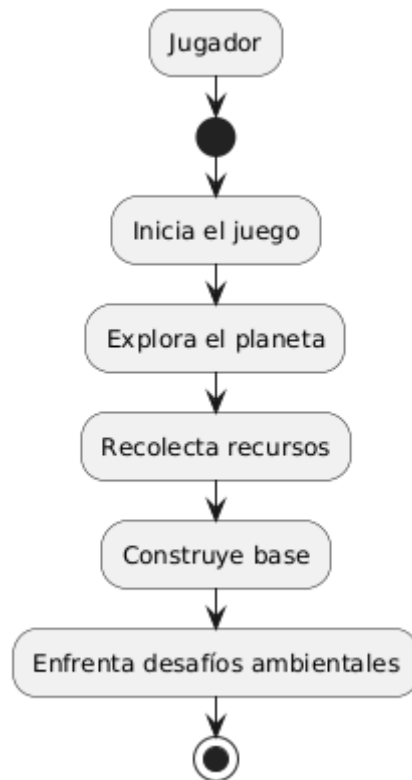 Jugador
Inicia el juego
Explora el planeta
Recolecta recursos
Construye base
Enfrenta desafíos ambientales